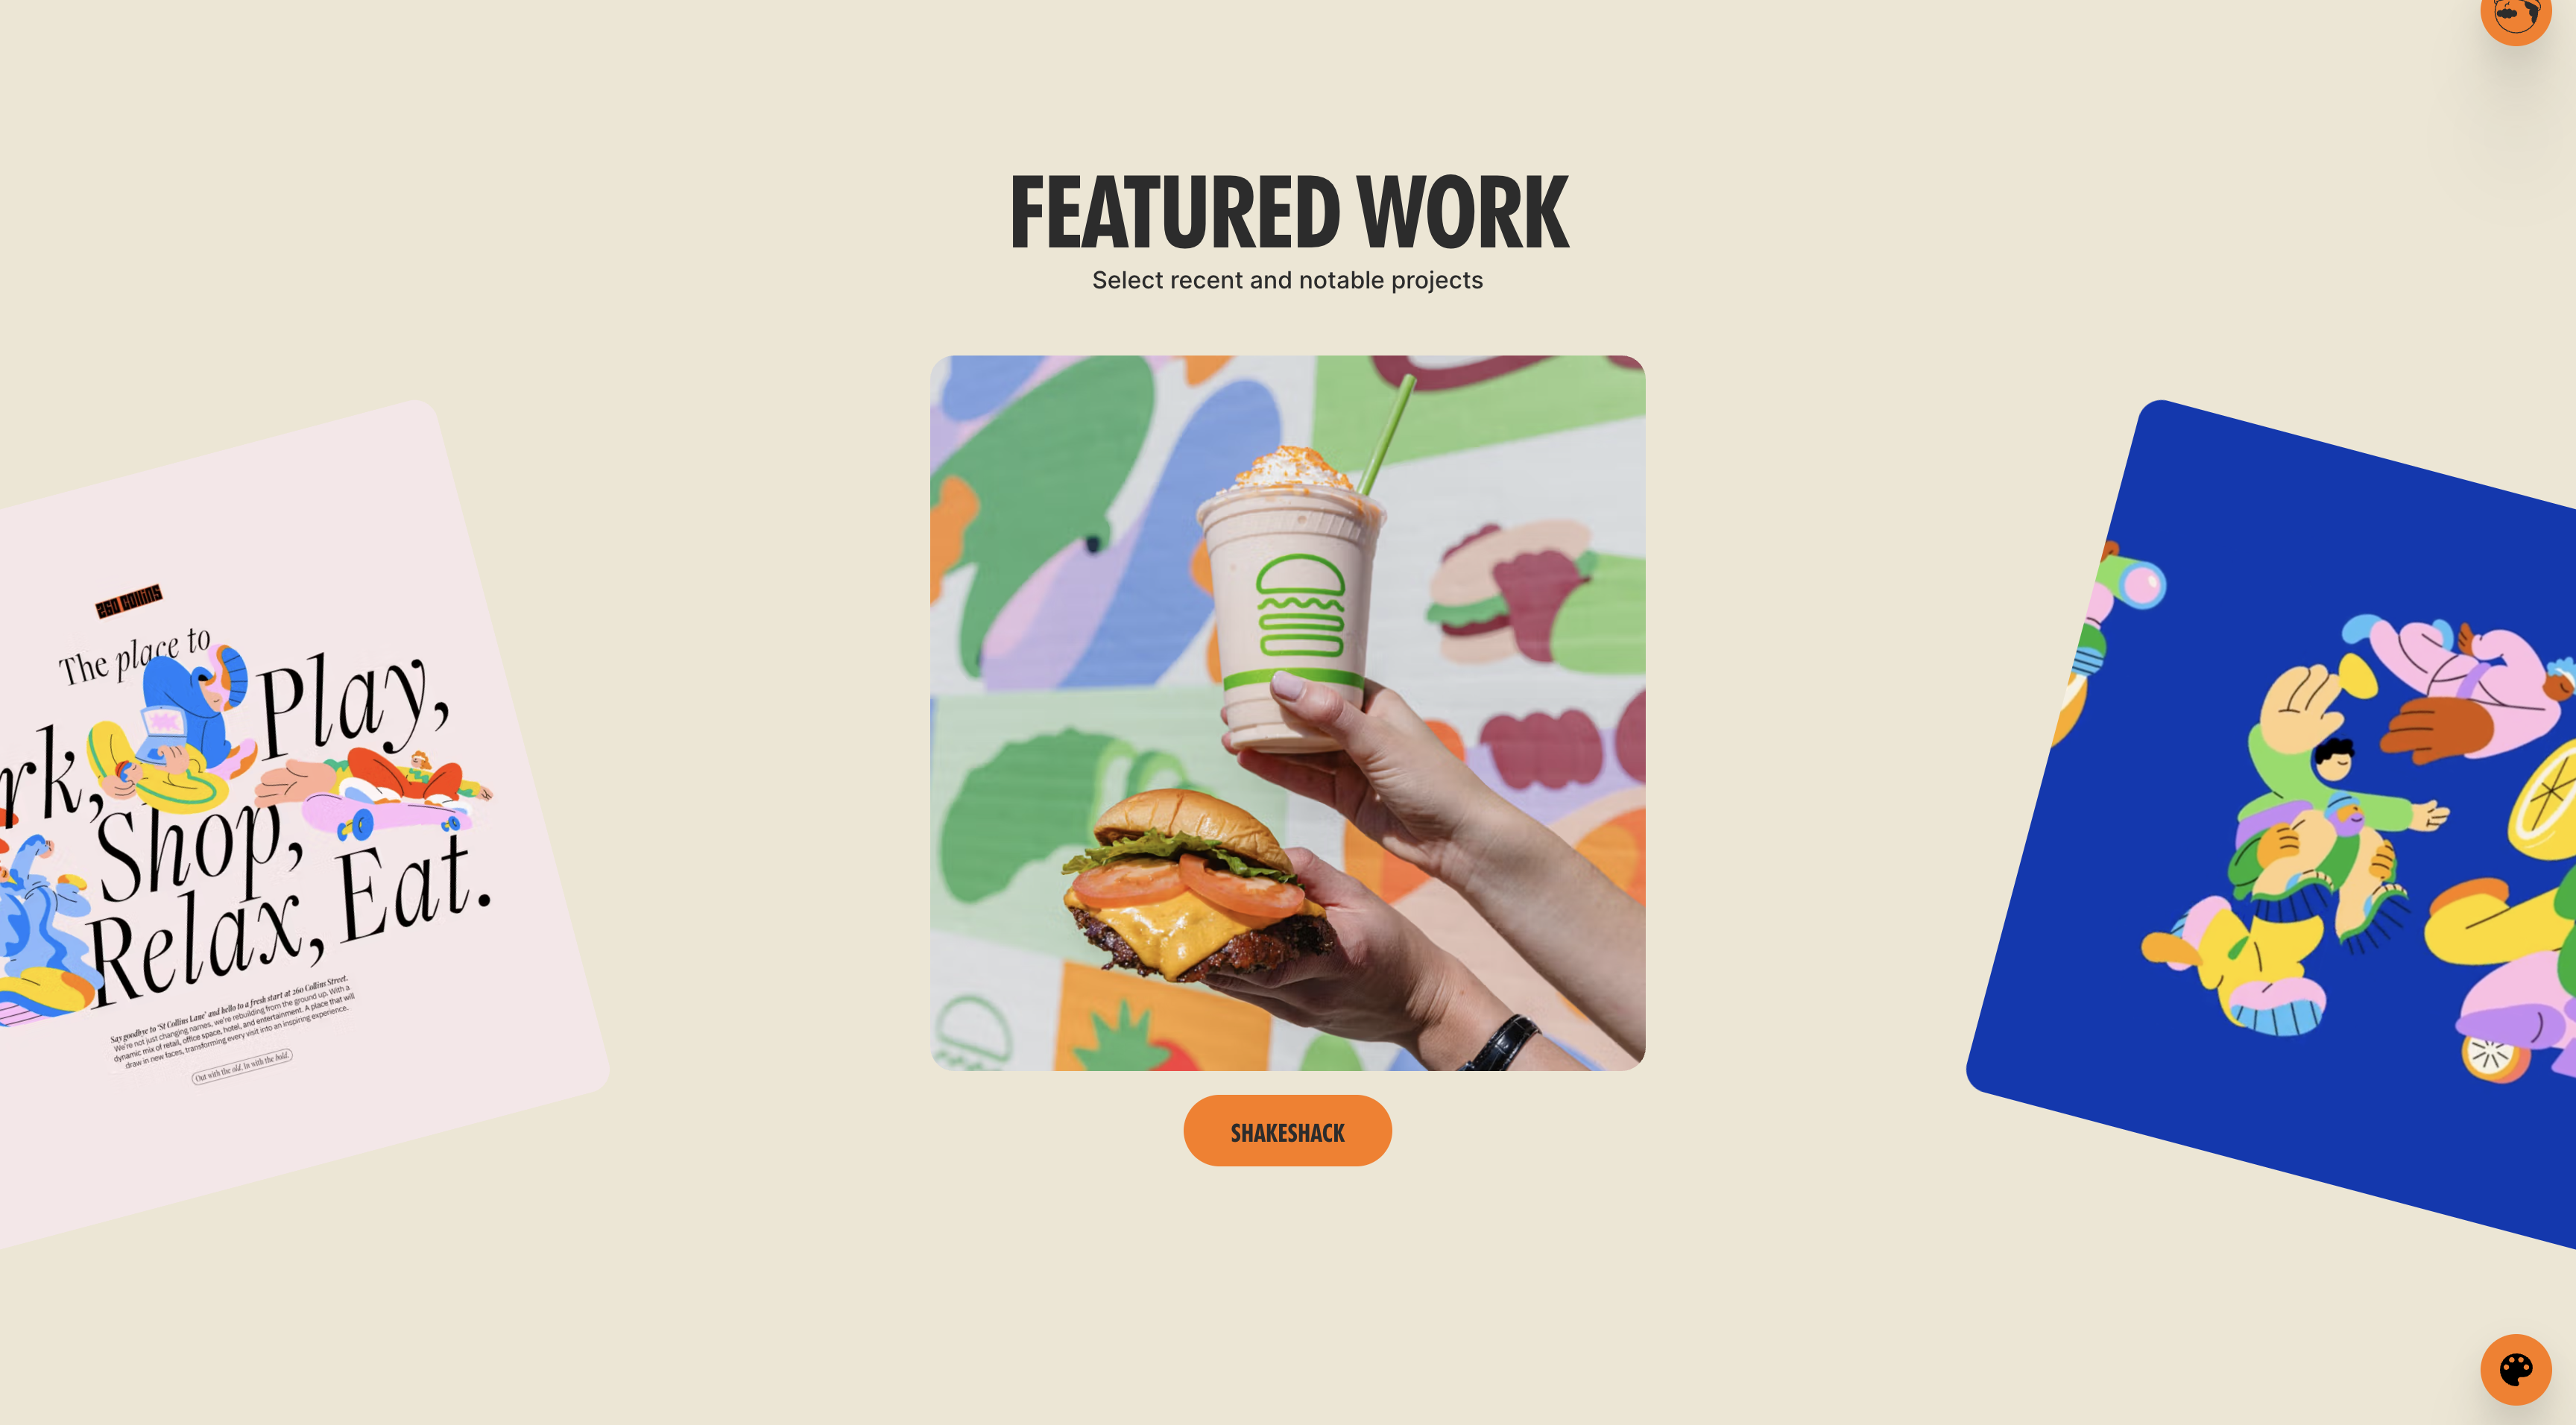 FEATURED WORK
Select recent and notable projects
260 Collins
The place to
rk, Play,
Shop,
Relax, Eat.
Say goodbye to 'St Collins Lane' and hello to a fresh start at 260 Collins Street.
We're not just changing names, we're rebuilding from the ground up. With a
dynamic mix of retail, office space, hotel, and entertainment. A place that will
draw in new faces, transforming every visit into an inspiring experience.
Out with the old. In with the bold.
SHAKESHACK